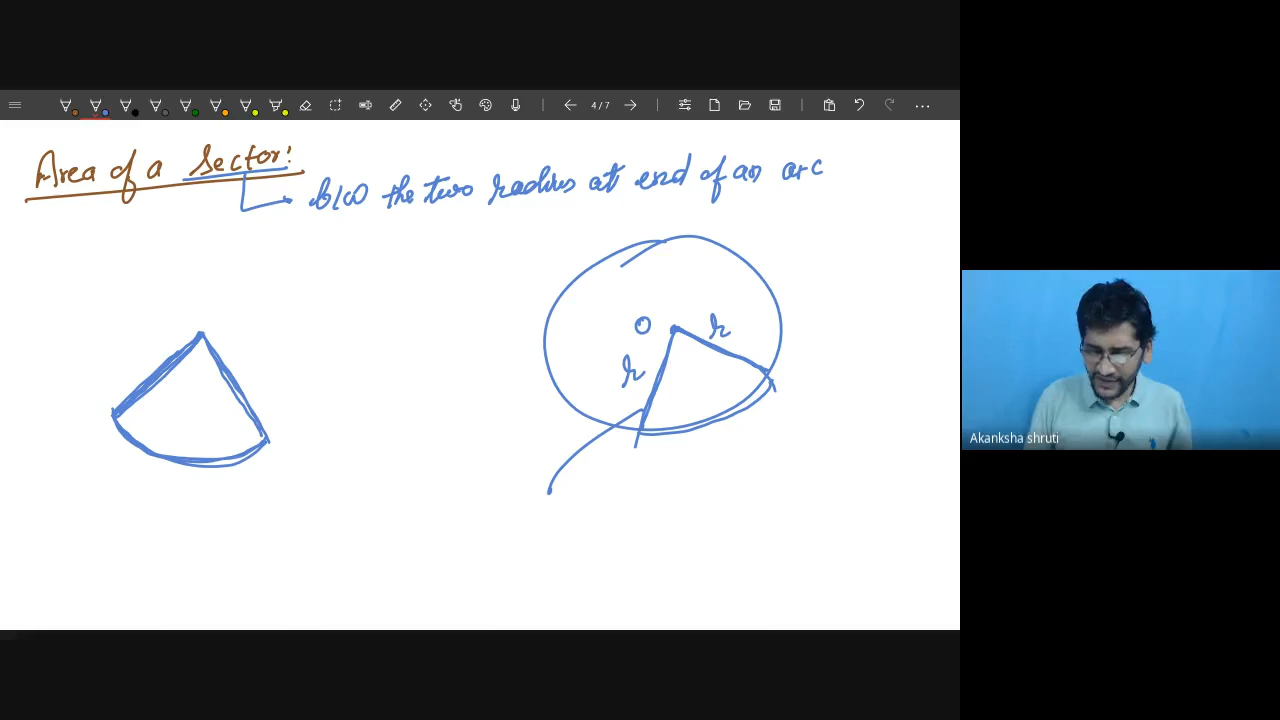 4/7
Area of a Sector:
b/w the two radius at end of an arc
O
r
r
Akanksha shruti